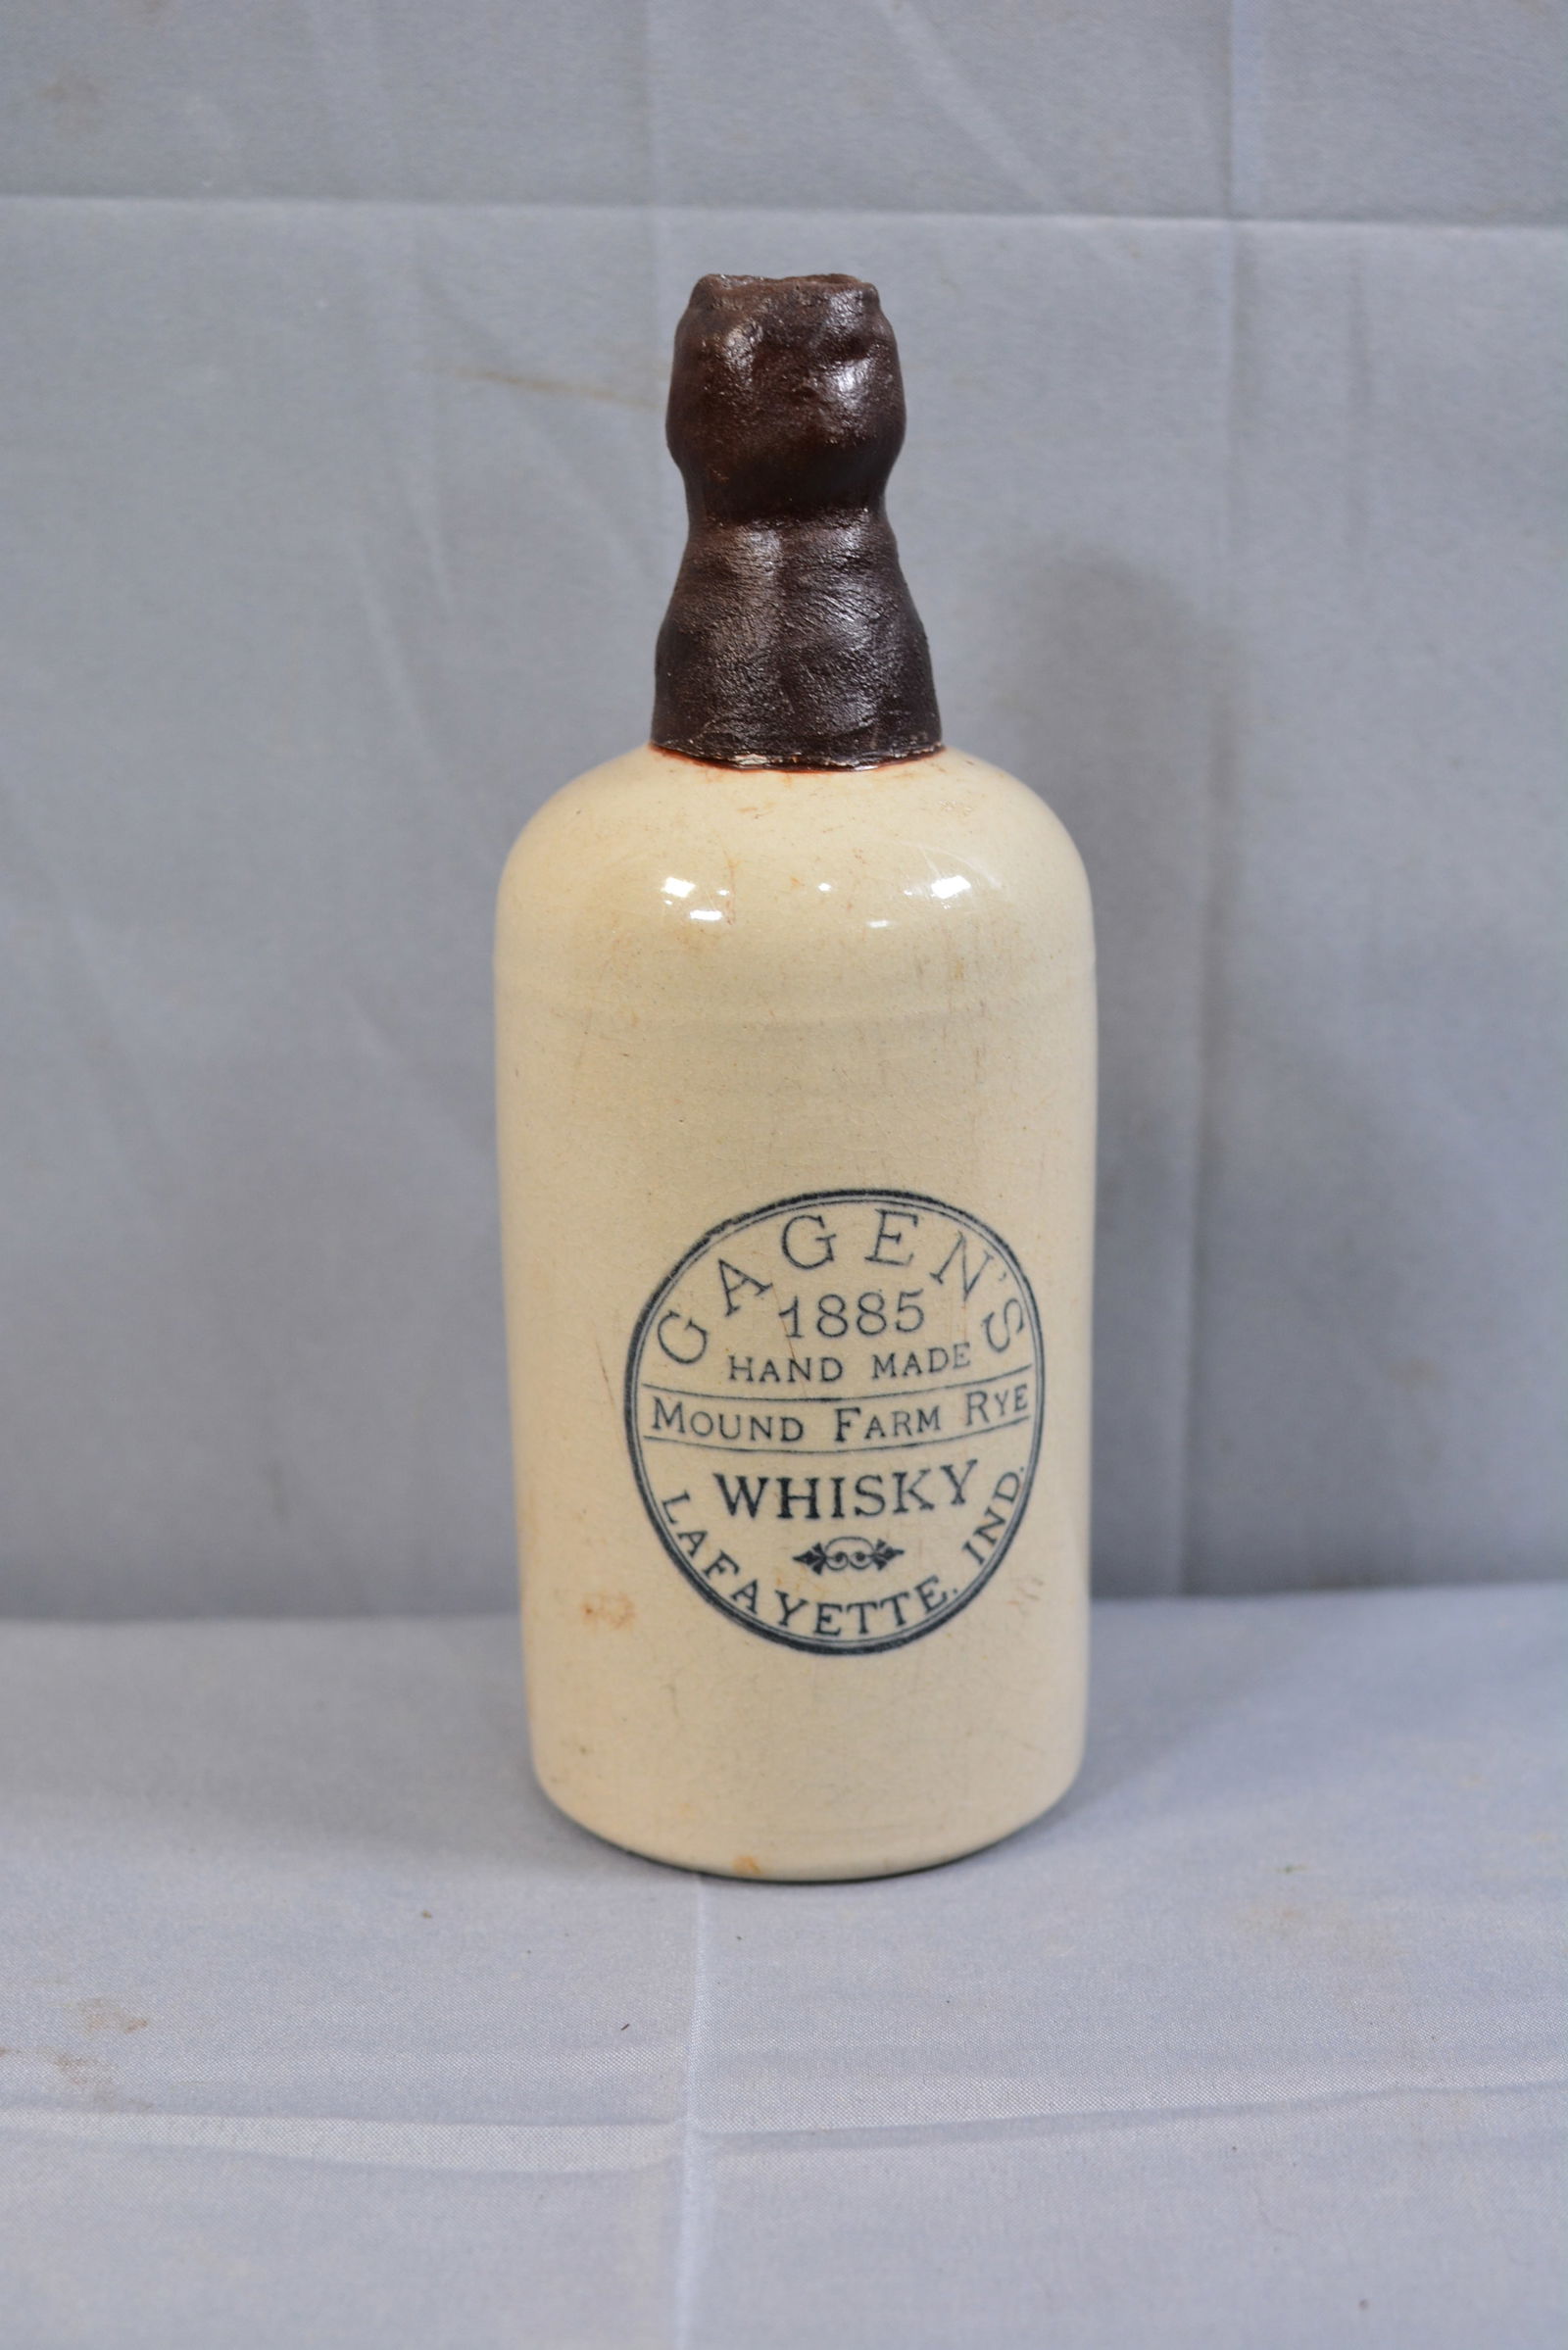 GAGEN'S
1885
HAND MADE
MOUND FARM RYE
WHISKY
LAFAYETTE. IND.